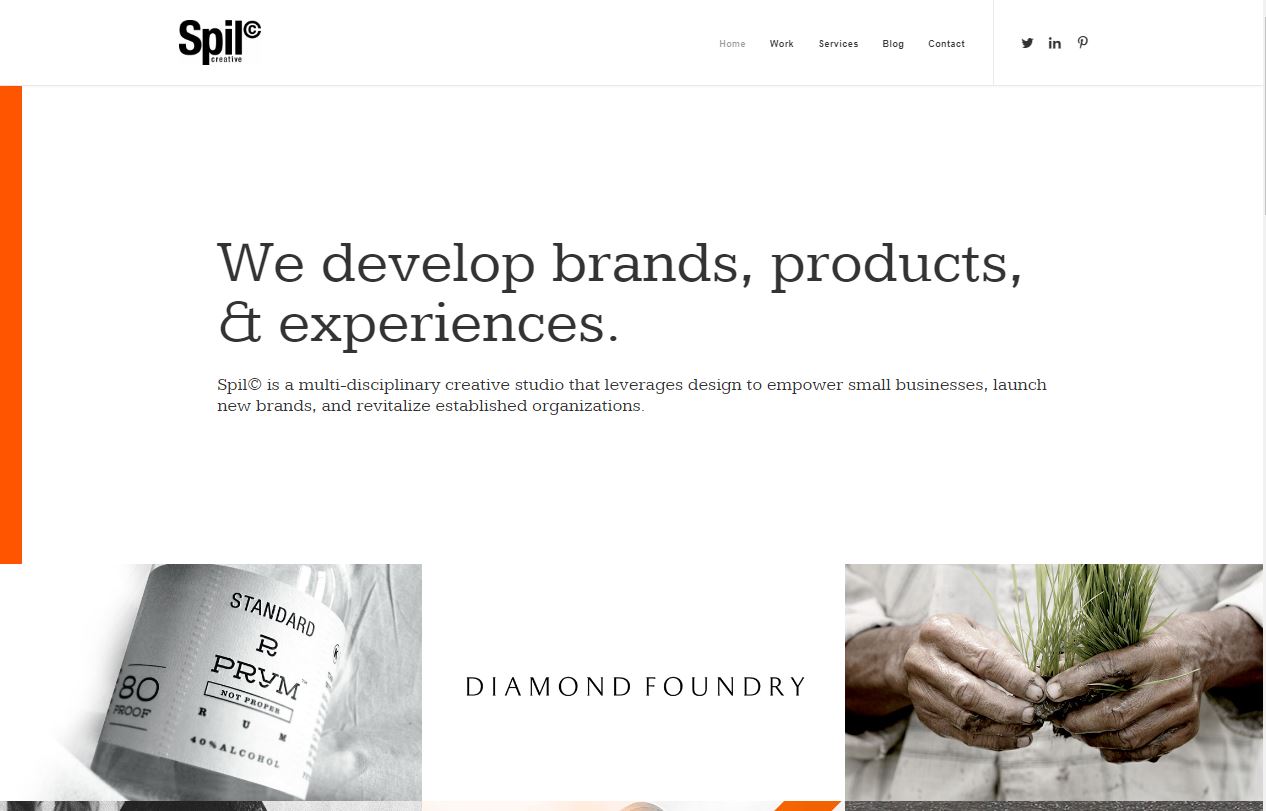 Spil©
creative
Home Work Services Blog Contact
We develop brands, products,
& experiences.
Spil© is a multi-disciplinary creative studio that leverages design to empower small businesses, launch
new brands, and revitalize established organizations.
STANDARD
R
PRYM™
NOT PROPER
R U M
40%ALCOHOL
80
PROOF
DIAMOND FOUNDRY